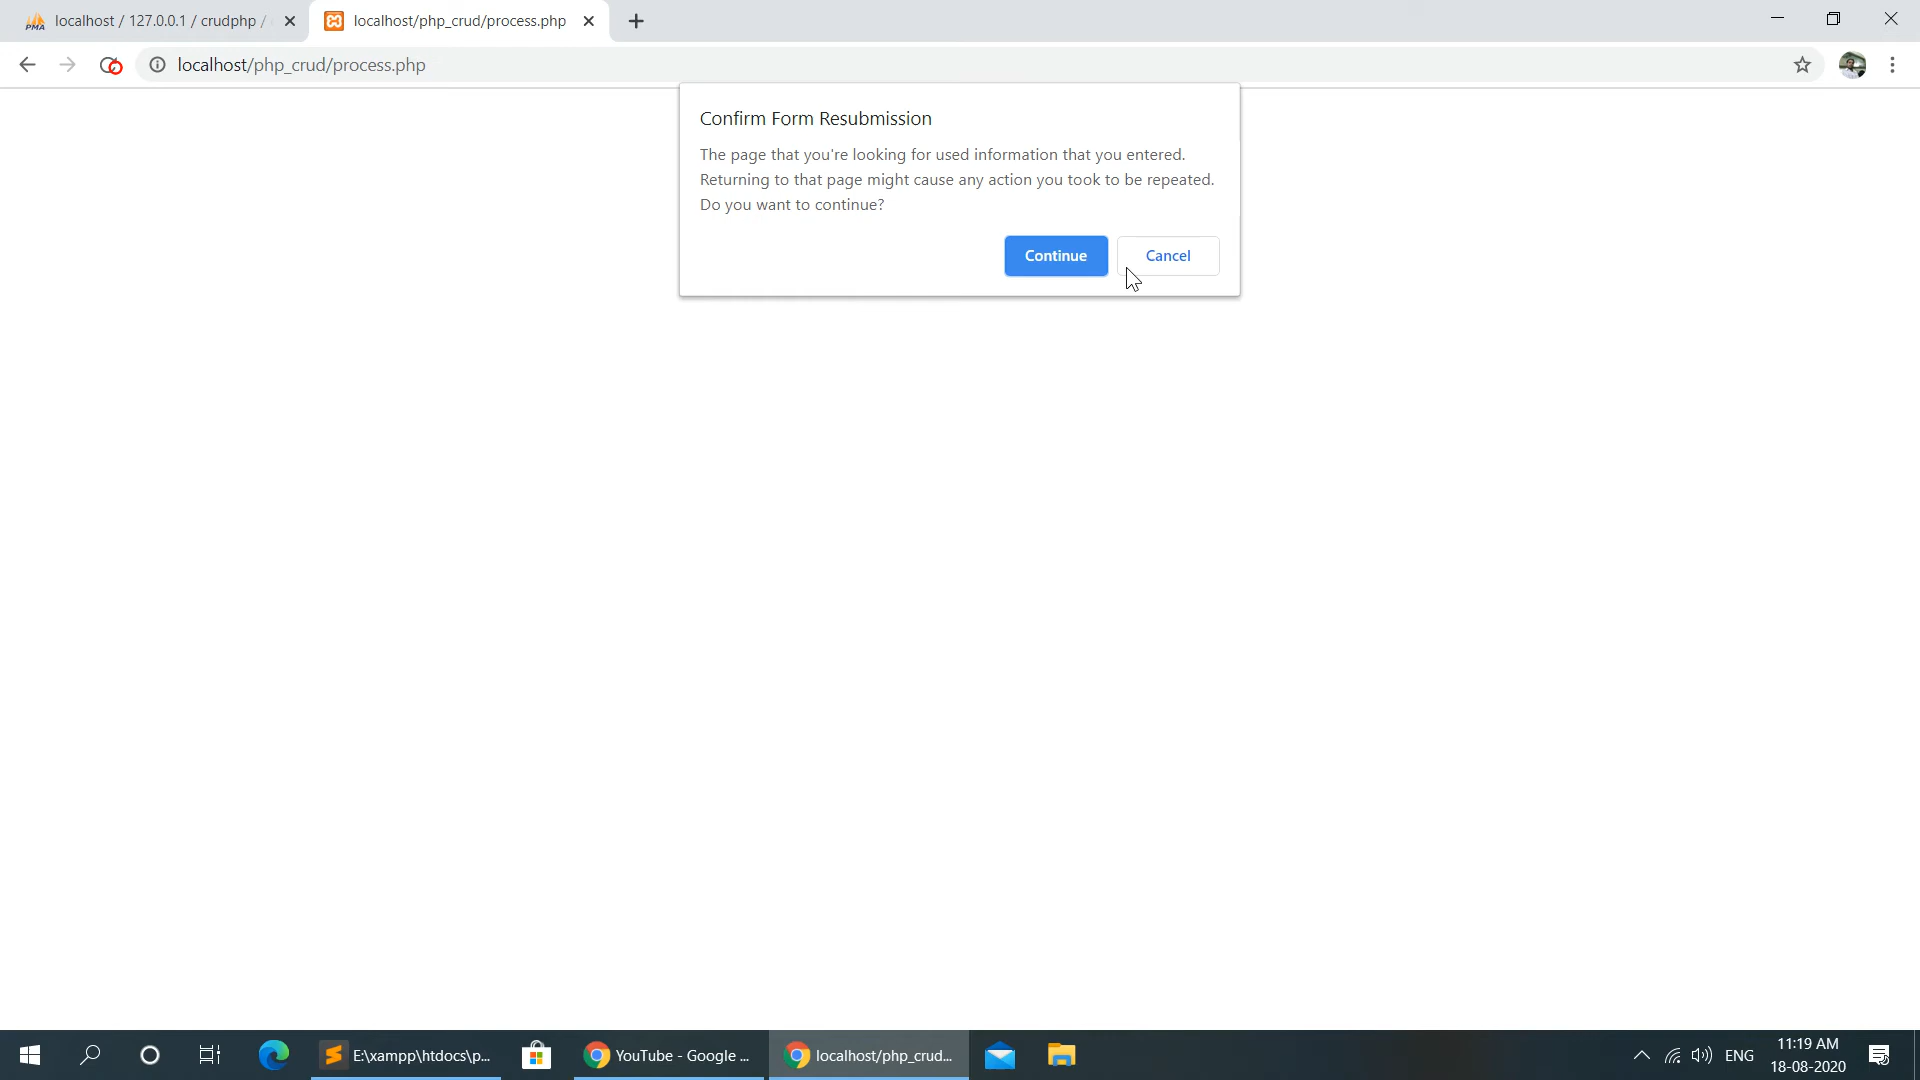 localhost / 127.0.0.1 / crudphp /
localhost/php_crud/process.php
localhost/php_crud/process.php
Confirm Form Resubmission
The page that you're looking for used information that you entered.
Returning to that page might cause any action you took to be repeated.
Do you want to continue?
Continue
Cancel
E:\xampp\htdocs\p...
YouTube - Google ...
localhost/php_crud...
ENG
11:19 AM
18-08-2020
PMA